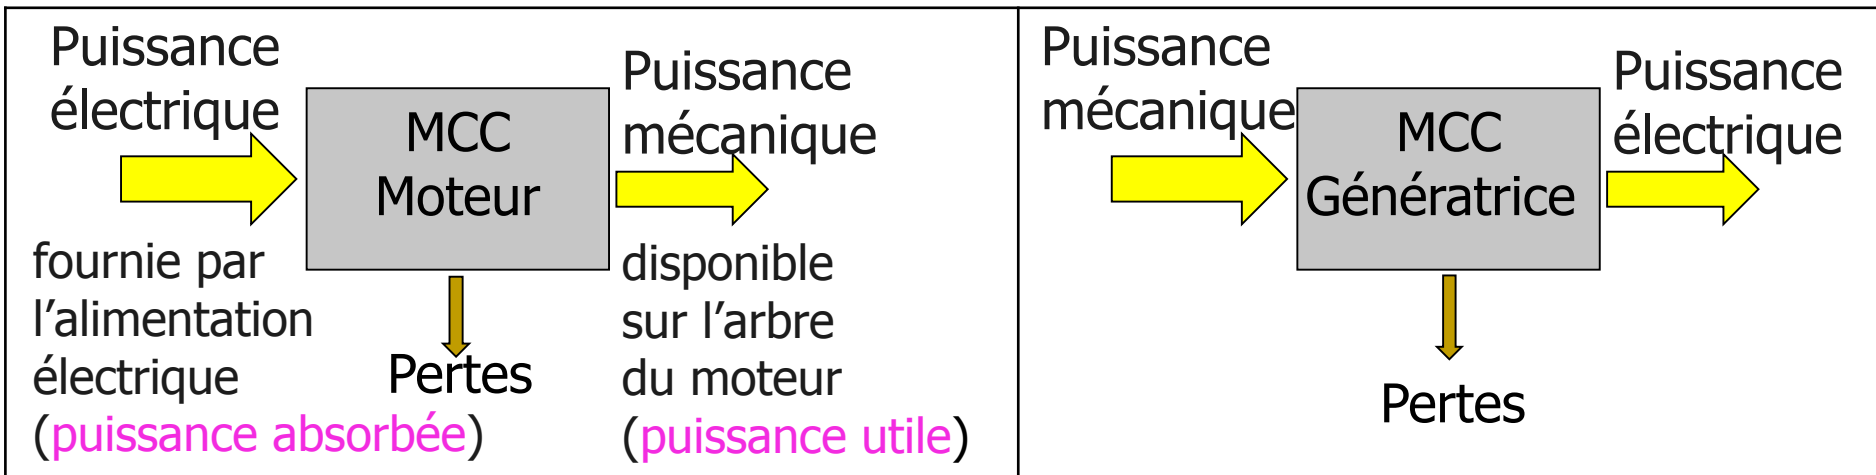 Puissance
électrique
MCC
Moteur
Puissance
mécanique
fournie par
l’alimentation
électrique
(puissance absorbée)
Pertes
disponible
sur l’arbre
du moteur
(puissance utile)
Puissance
mécanique
MCC
Génératrice
Puissance
électrique
Pertes